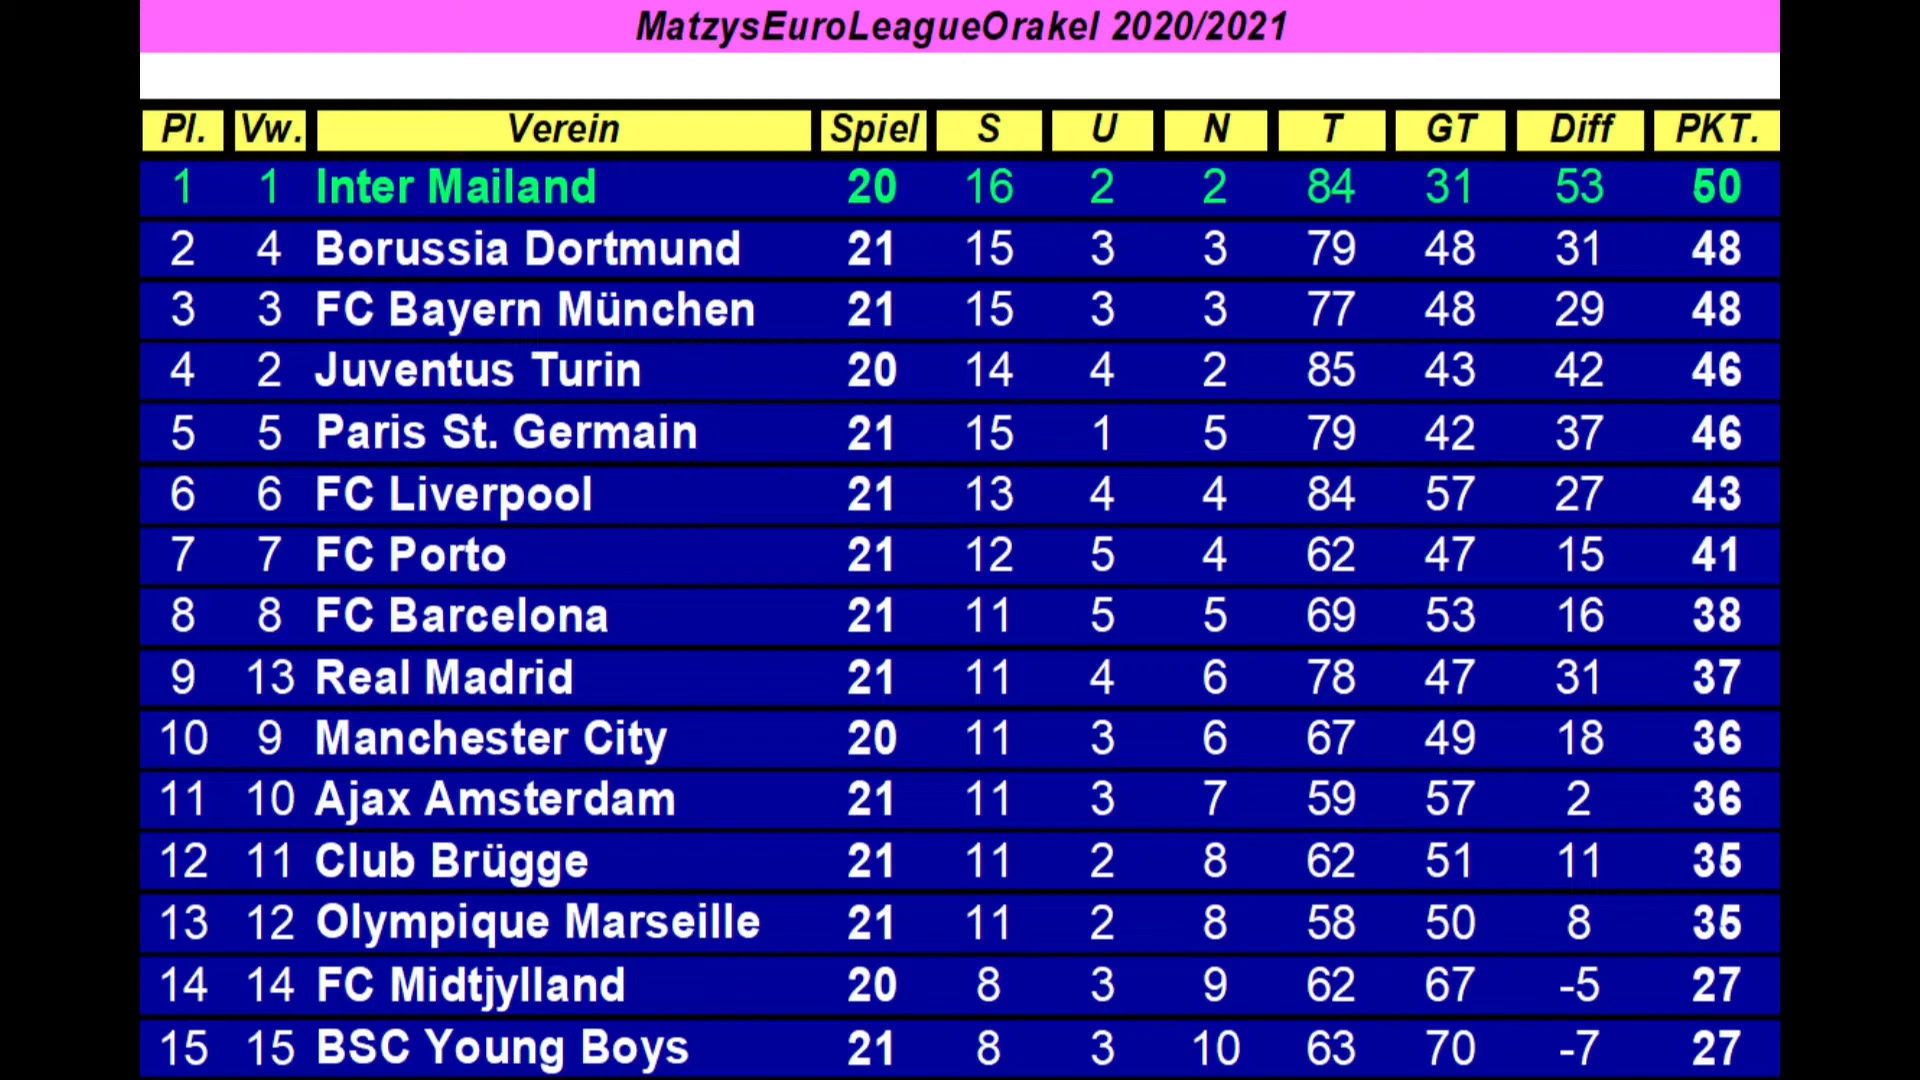 MatzysEuroLeagueOrakel 2020/2021
Pl. Vw. Verein Spiel S U N T GT Diff PKT.
1 1 Inter Mailand 20 16 2 2 84 31 53 50
2 4 Borussia Dortmund 21 15 3 3 79 48 31 48
3 3 FC Bayern München 21 15 3 3 77 48 29 48
4 2 Juventus Turin 20 14 4 2 85 43 42 46
5 5 Paris St. Germain 21 15 1 5 79 42 37 46
6 6 FC Liverpool 21 13 4 4 84 57 27 43
7 7 FC Porto 21 12 5 4 62 47 15 41
8 8 FC Barcelona 21 11 5 5 69 53 16 38
9 13 Real Madrid 21 11 4 6 78 47 31 37
10 9 Manchester City 20 11 3 6 67 49 18 36
11 10 Ajax Amsterdam 21 11 3 7 59 57 2 36
12 11 Club Brügge 21 11 2 8 62 51 11 35
13 12 Olympique Marseille 21 11 2 8 58 50 8 35
14 14 FC Midtjylland 20 8 3 9 62 67 -5 27
15 15 BSC Young Boys 21 8 3 10 63 70 -7 27